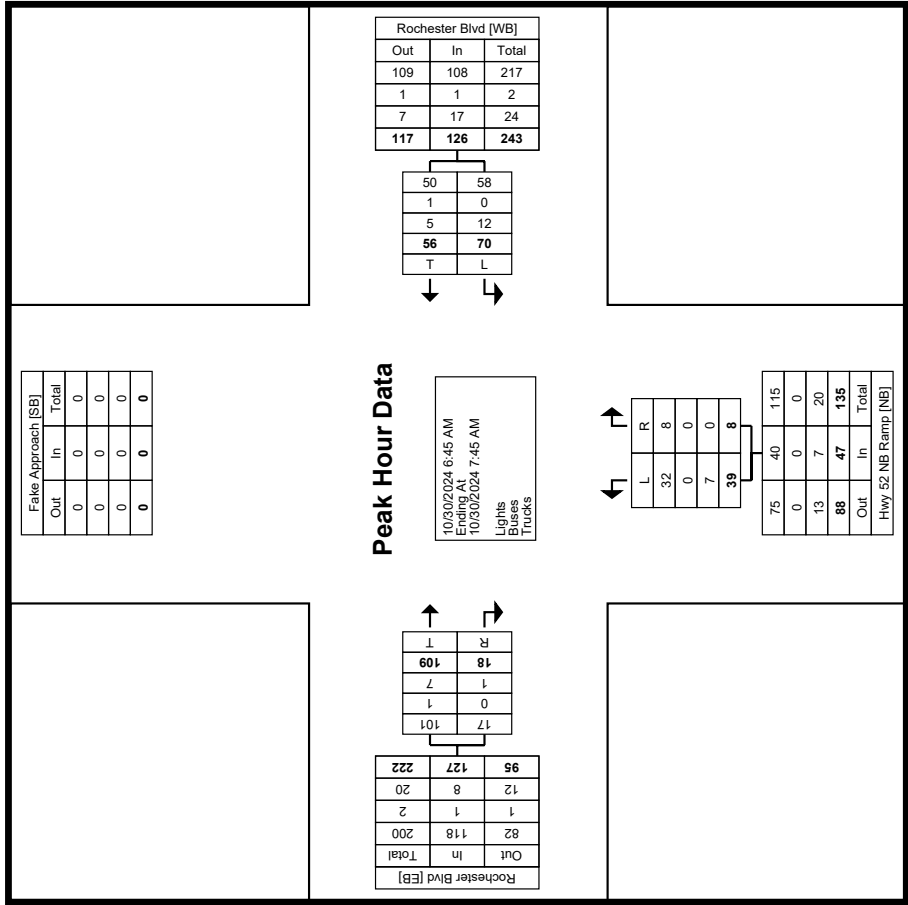 Rochester Blvd [WB]
Out In Total
109 108 217
1 1 2
7 17 24
117 126 243
50 58
1 0
5 12
56 70
T L
Fake Approach [SB]
Out In Total
0 0 0
0 0 0
0 0 0
0 0 0
Peak Hour Data
10/30/2024 6:45 AM
Ending At
10/30/2024 7:45 AM
Lights
Buses
Trucks
L R
32 8
0 0
7 0
39 8
75 40 115
0 0 0
13 7 20
88 47 135
Out In Total
Hwy 52 NB Ramp [NB]
Rochester Blvd [EB]
Out In Total
82 118 200
1 1 2
12 8 20
95 127 222
17 101
0 1
1 7
18 109
R T